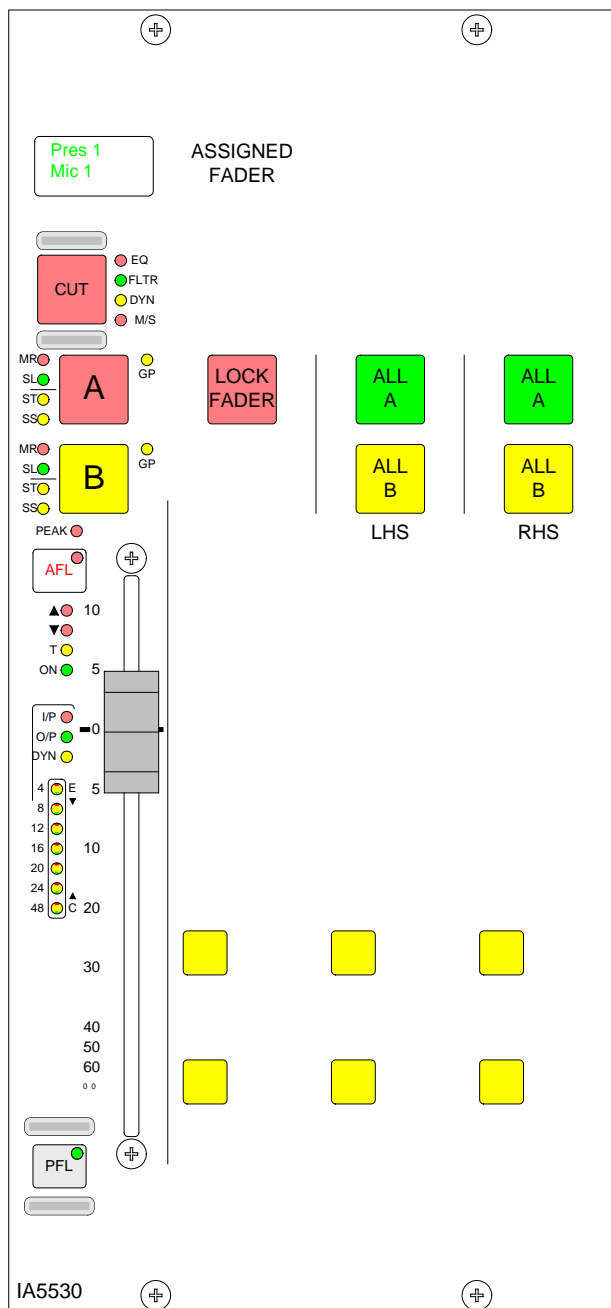 Pres 1
Mic 1
ASSIGNED
FADER
CUT
EQ
FLTR
DYN
M/S
MR
SL
ST
SS
A
GP
LOCK
FADER
ALL
A
ALL
A
MR
SL
ST
SS
B
GP
ALL
B
ALL
B
LHS
RHS
PEAK
AFL
▲
▼
T
ON
10
5
I/P
O/P
DYN
0
4 E
▼
8
12
16
20
24
▲
48 C
5
10
20
30
40
50
60
0 0
PFL
IA5530